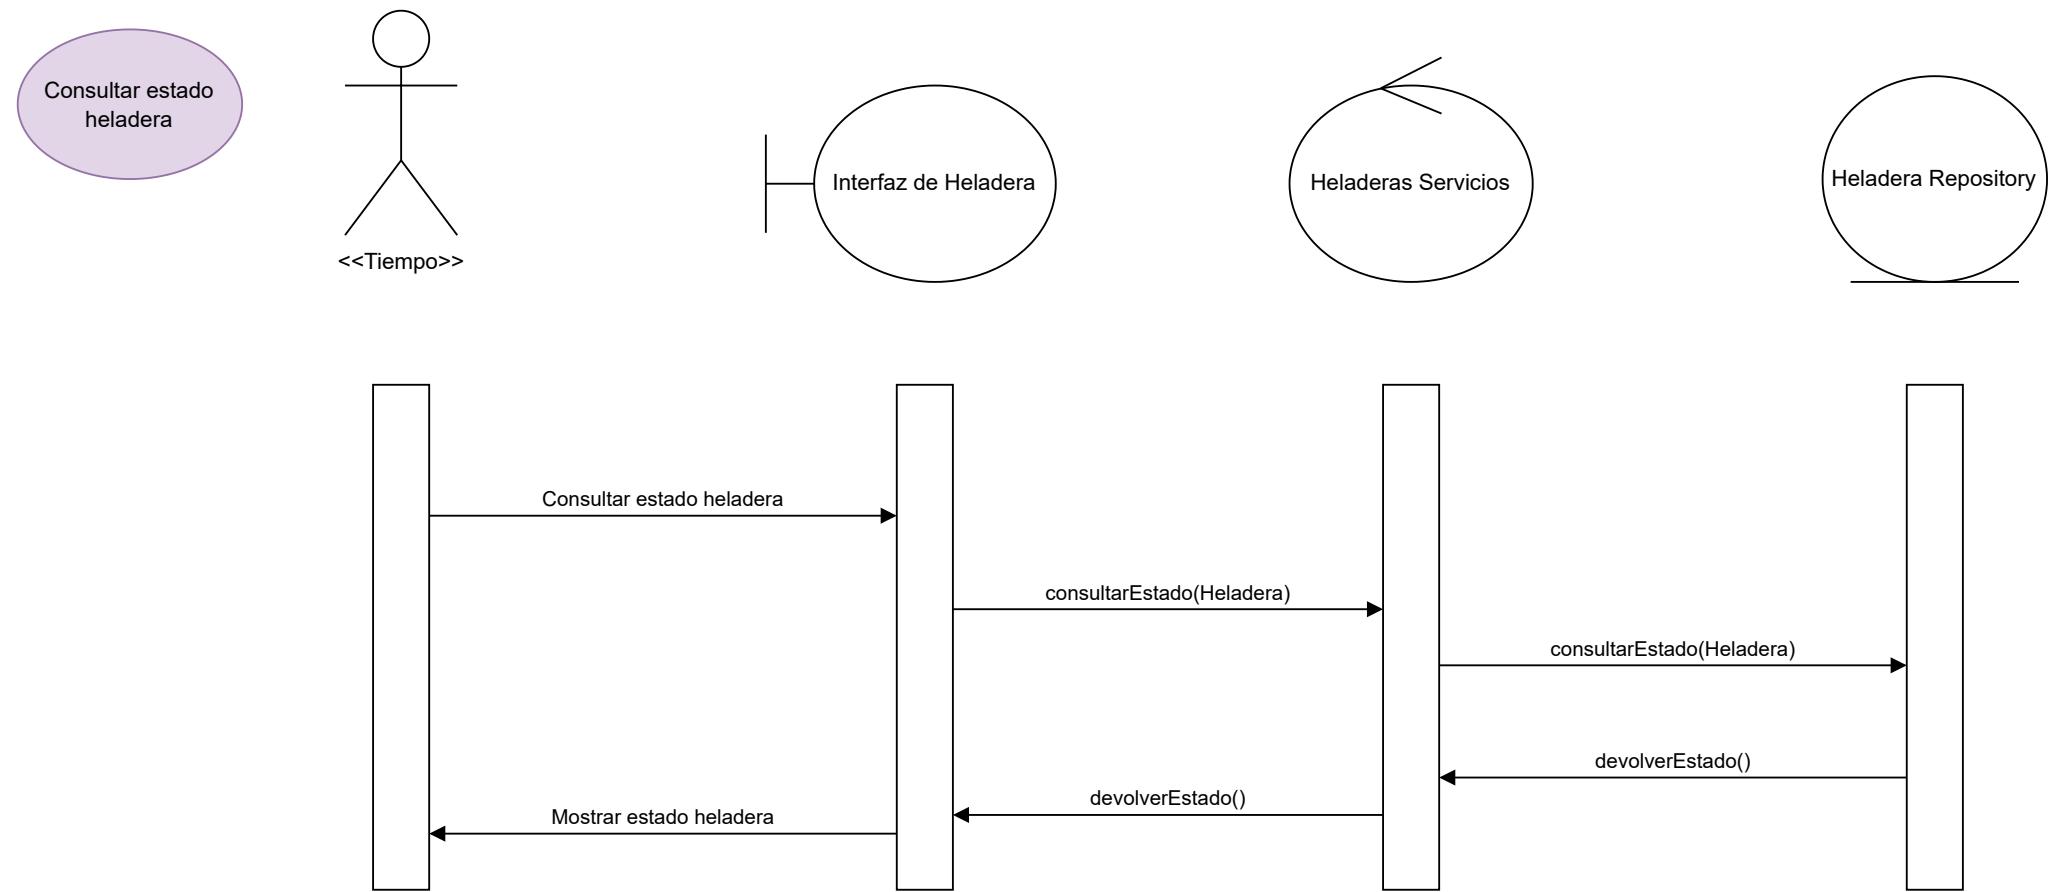 Consultar estado
heladera
<<Tiempo>>
Interfaz de Heladera
Heladeras Servicios
Heladera Repository
Consultar estado heladera
consultarEstado(Heladera)
consultarEstado(Heladera)
devolverEstado()
devolverEstado()
Mostrar estado heladera